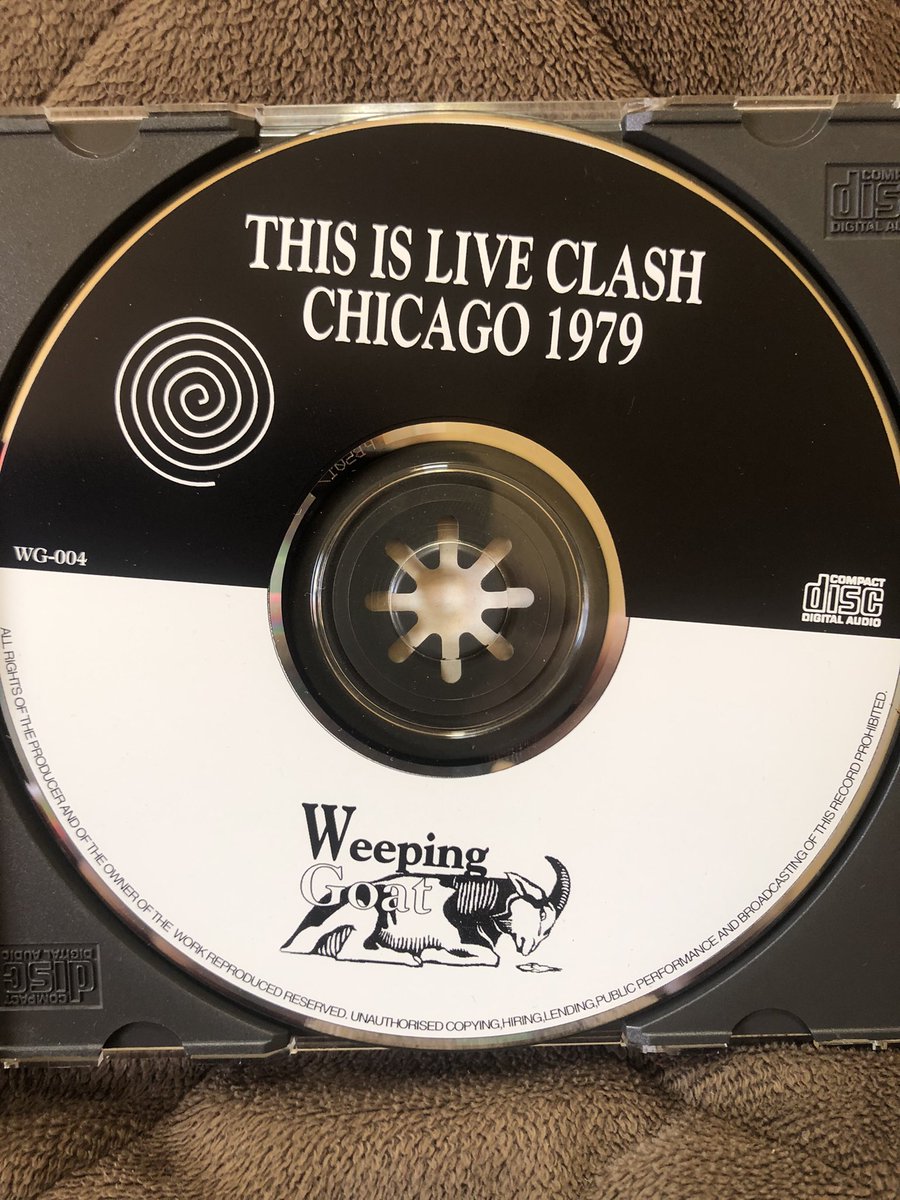 THIS IS LIVE CLASH
CHICAGO 1979
WG-004
COMPACT
disc
DIGITAL AUDIO
Weeping
Goat
ALL RIGHTS OF THE PRODUCER AND OF THE OWNER OF THE WORK REPRODUCED RESERVED. UNAUTHORISED COPYING,HIRING,LENDING,PUBLIC PERFORMANCE AND BROADCASTING OF THIS RECORD PROHIBITED.
COMPACT
disc
DIGITAL AUDIO